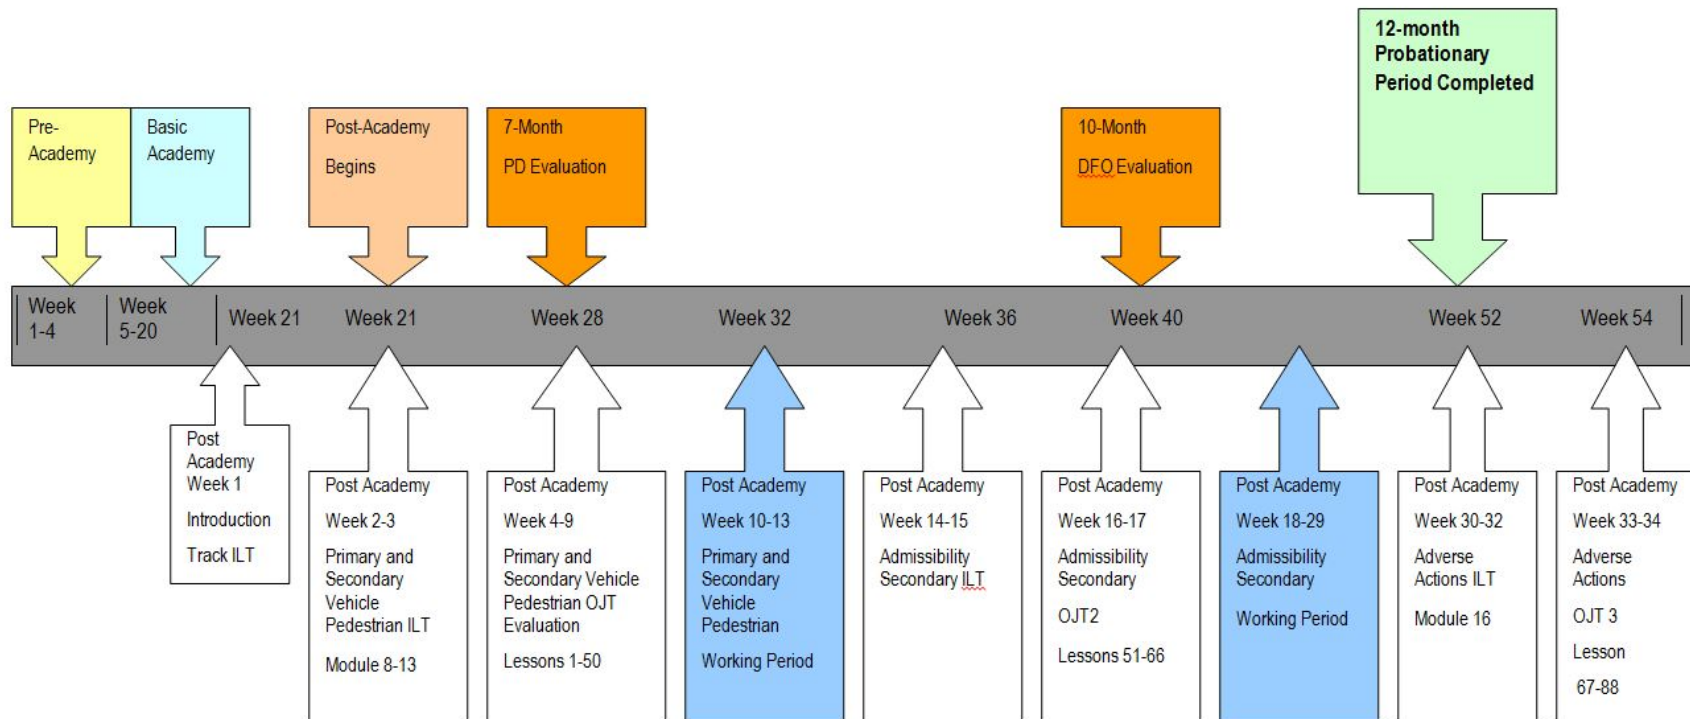 12-month
Probationary
Period Completed
Pre-
Academy
Basic
Academy
Post-Academy
Begins
7-Month
PD Evaluation
10-Month
DFO Evaluation
Week
1-4
Week
5-20
Week 21
Week 21
Week 28
Week 32
Week 36
Week 40
Week 52
Week 54
Post
Academy
Week 1
Introduction
Track ILT
Post Academy
Week 2-3
Primary and
Secondary
Vehicle
Pedestrian ILT
Module 8-13
Post Academy
Week 4-9
Primary and
Secondary Vehicle
Pedestrian OJT
Evaluation
Lessons 1-50
Post Academy
Week 10-13
Primary and
Secondary
Vehicle
Pedestrian
Working Period
Post Academy
Week 14-15
Admissibility
Secondary ILT
Post Academy
Week 16-17
Admissibility
Secondary
OJT2
Lessons 51-66
Post Academy
Week 18-29
Admissibility
Secondary
Working Period
Post Academy
Week 30-32
Adverse
Actions ILT
Module 16
Post Academy
Week 33-34
Adverse
Actions
OJT 3
Lesson
67-88